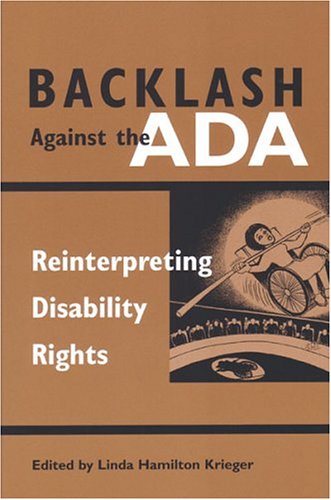 BACKLASH
Against the ADA
Reinterpreting
Disability
Rights
Edited by Linda Hamilton Krieger